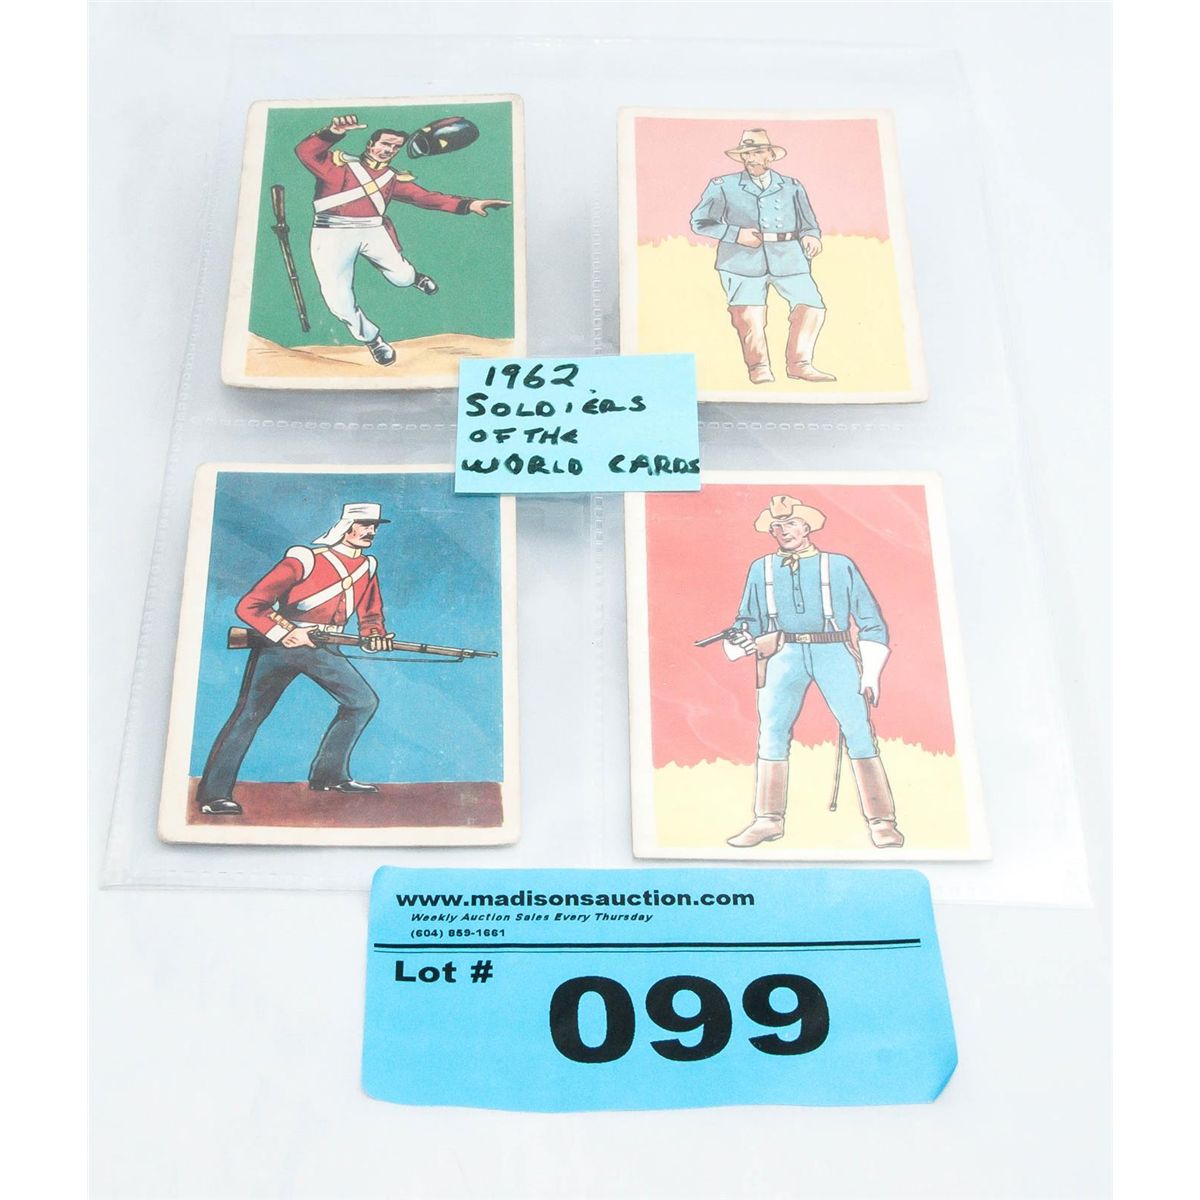 1962
SOLDIERS
OF THE
WORLD CARDS
www.madisonsauction.com
Weekly Auction Sales Every Thursday
(604) 859-1661
Lot #
099